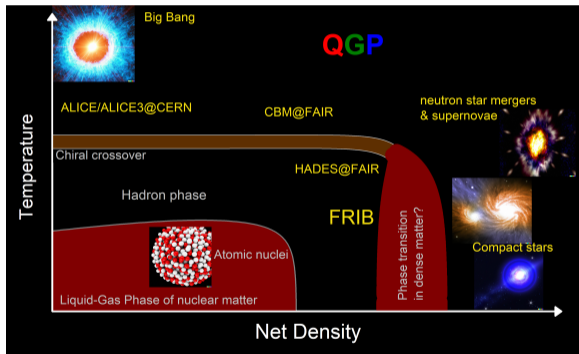 Big Bang
QGP
ALICE/ALICE3@CERN
CBM@FAIR
neutron star mergers
& supernovae
Chiral crossover
HADES@FAIR
Hadron phase
FRIB
Atomic nuclei
Phase transition
in dense matter?
Compact stars
Liquid-Gas Phase of nuclear matter
Temperature
Net Density